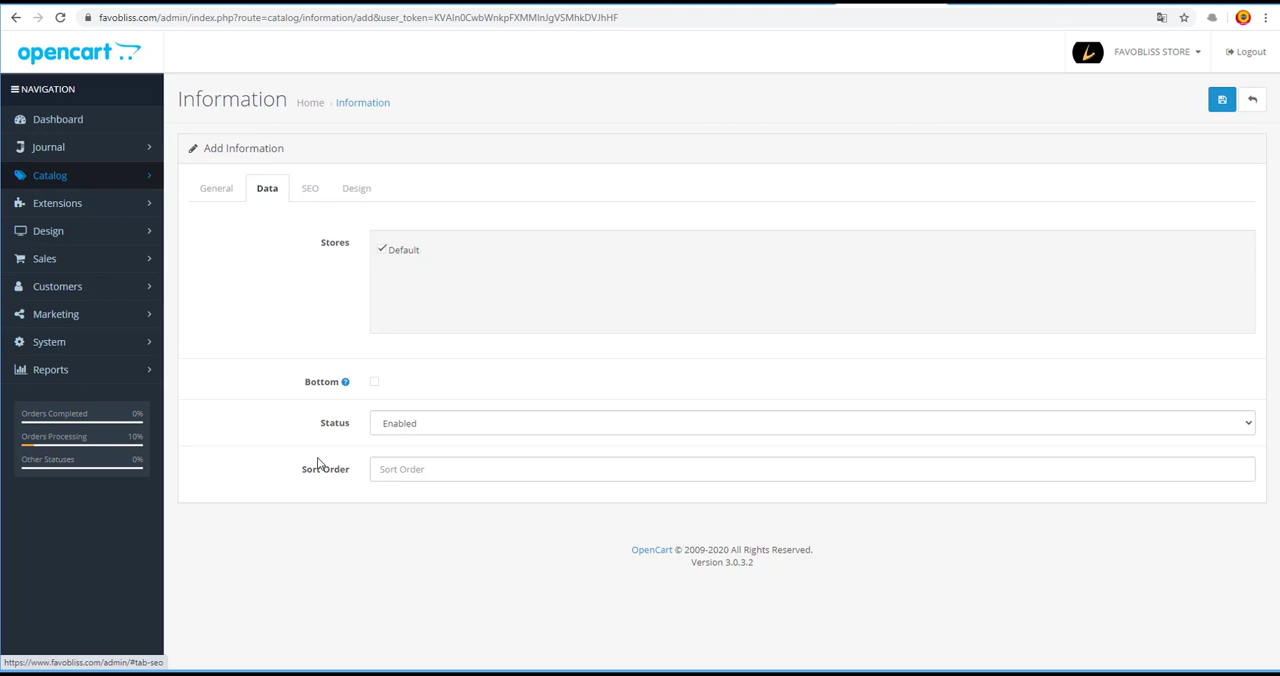 favobliss.com/admin/index.php?route=catalog/information/add&user_token=KVAIn0CwbWnkpFXMMInJgVSMhkDVJhHF
opencart
FAVOBLISS STORE
Logout
NAVIGATION
Dashboard
Journal
Catalog
Extensions
Design
Sales
Customers
Marketing
System
Reports
Orders Completed 0%
Orders Processing 10%
Other Statuses 0%
Information Home › Information
Add Information
General Data SEO Design
Stores
Default
Bottom
Status Enabled
Sort Order Sort Order
OpenCart © 2009-2020 All Rights Reserved.
Version 3.0.3.2
https://www.favobliss.com/admin/#tab-seo